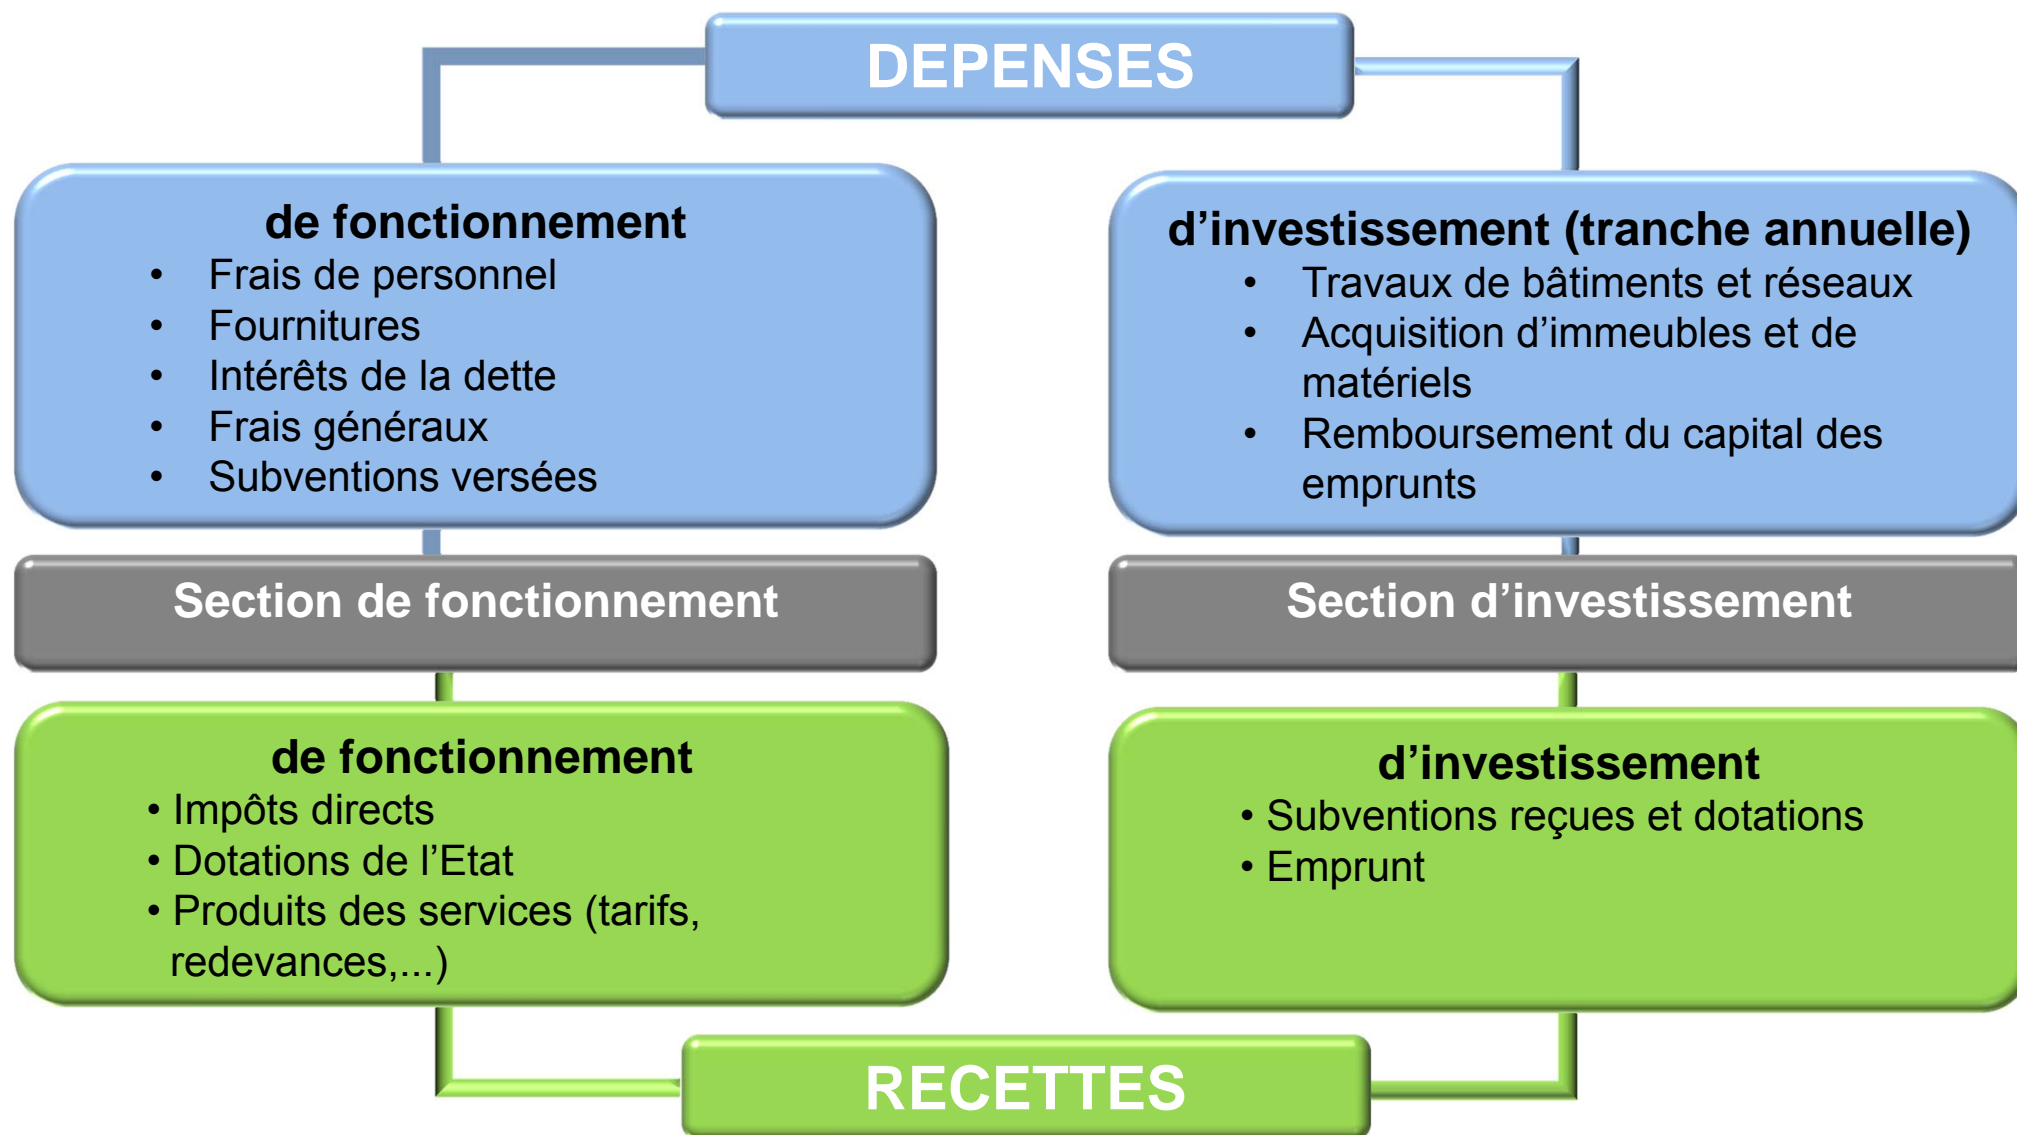 DEPENSES
de fonctionnement
• Frais de personnel
• Fournitures
• Intérêts de la dette
• Frais généraux
• Subventions versées
d’investissement (tranche annuelle)
• Travaux de bâtiments et réseaux
• Acquisition d’immeubles et de
matériels
• Remboursement du capital des
emprunts
Section de fonctionnement
Section d’investissement
de fonctionnement
• Impôts directs
• Dotations de l’Etat
• Produits des services (tarifs,
redevances,...)
d’investissement
• Subventions reçues et dotations
• Emprunt
RECETTES